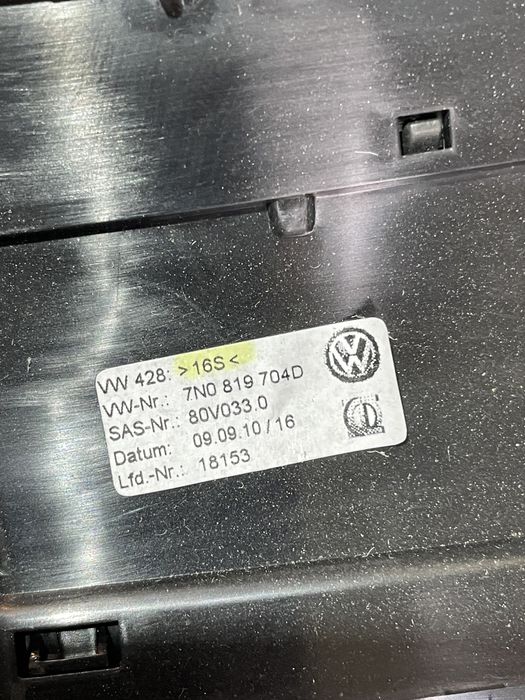 VW 428: >16S<
VW-Nr.: 7N0 819 704D
SAS-Nr.: 80V033.0
Datum: 09.09.10/16
Lfd.-Nr.: 18153